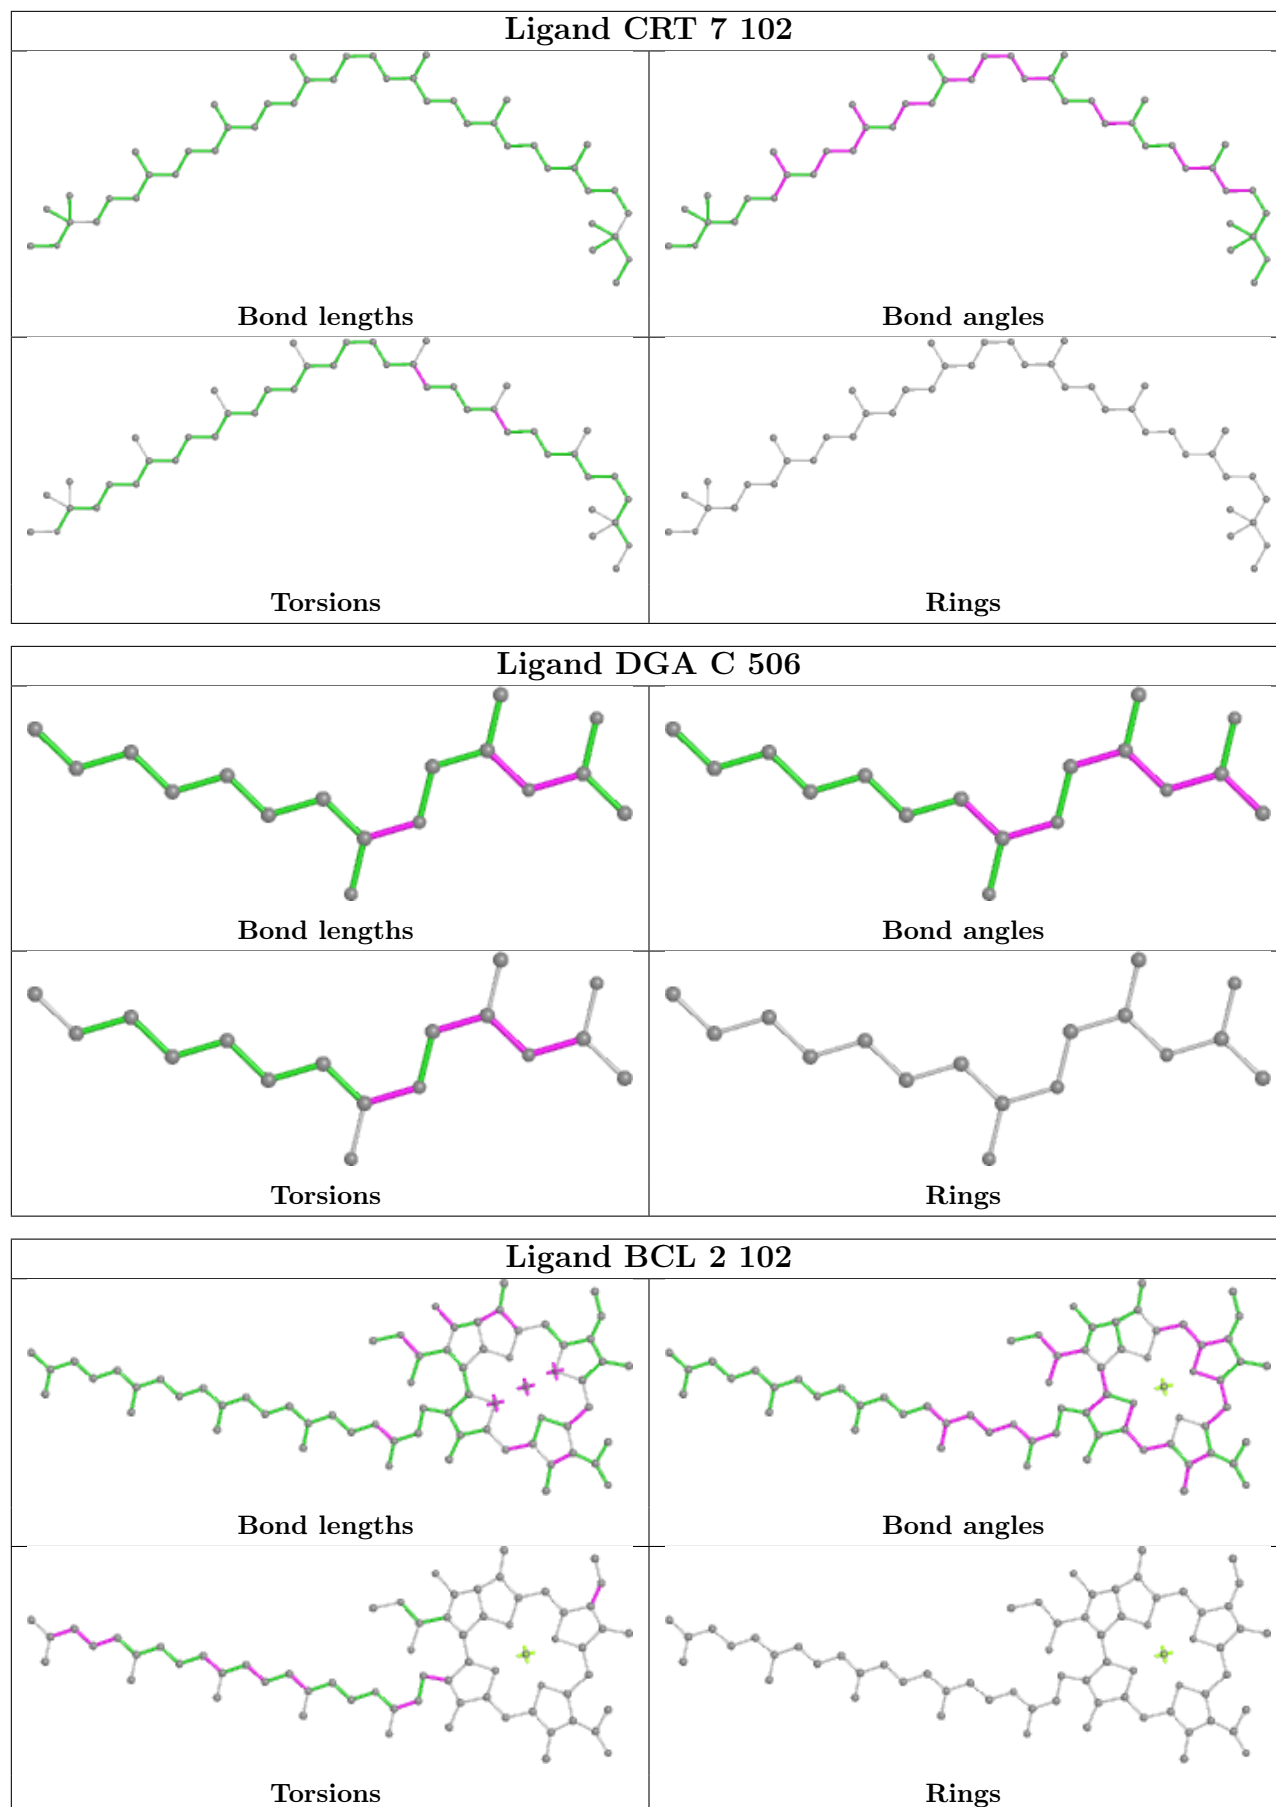 Ligand CRT 7 102
Bond lengths
Bond angles
Torsions
Rings
Ligand DGA C 506
Bond lengths
Bond angles
Torsions
Rings
Ligand BCL 2 102
Bond lengths
Bond angles
Torsions
Rings